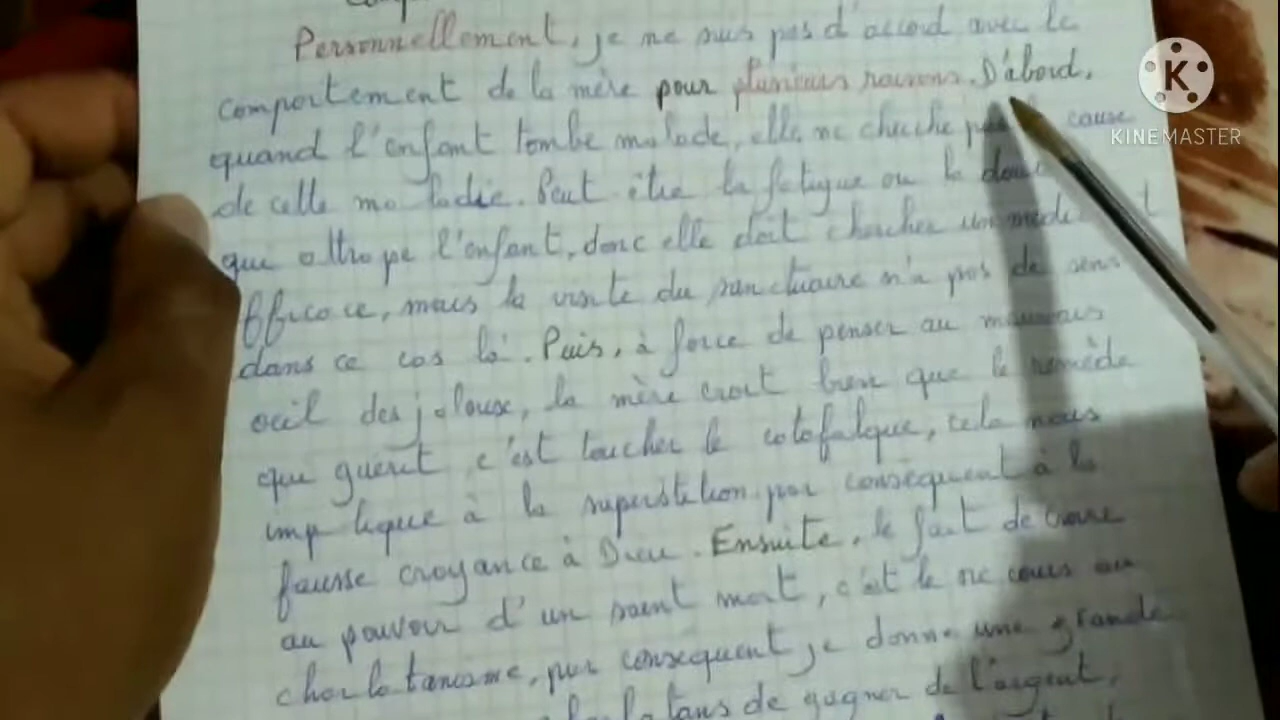 Personnellement, je ne suis pas d'accord avec le
comportement de la mère pour plusieurs raisons. D'abord,
quand l'enfant tombe malade, elle ne cherche cause
de celle maladie. Peut être la fatigue ou la
que attrape l'enfant, donc elle doit chercher un
fficace, mais la visite du sanctuaire n'a pas de sens
dans ce cas là. Puis, à force de penser au mauvais
oeil des jaloux, la mère croit bien que le remède
qui guérit c'est toucher le catafalque, cela nous
implique à la superstition par conséquent à la
fausse croyance à Dieu. Ensuite, le fait de croire
au pouvoir d'un saint mort, c'est le recours au
charlatanisme, par conséquent je donne une grande
de gagner de l'argent,
K
KINEMASTER